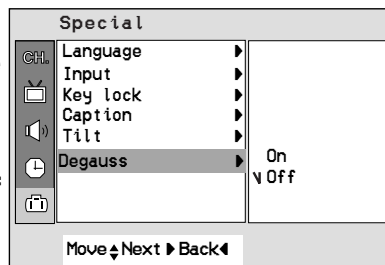 Special
CH.
Language
Input
Key lock
Caption
Tilt
Degauss
On
Off
Move Next Back